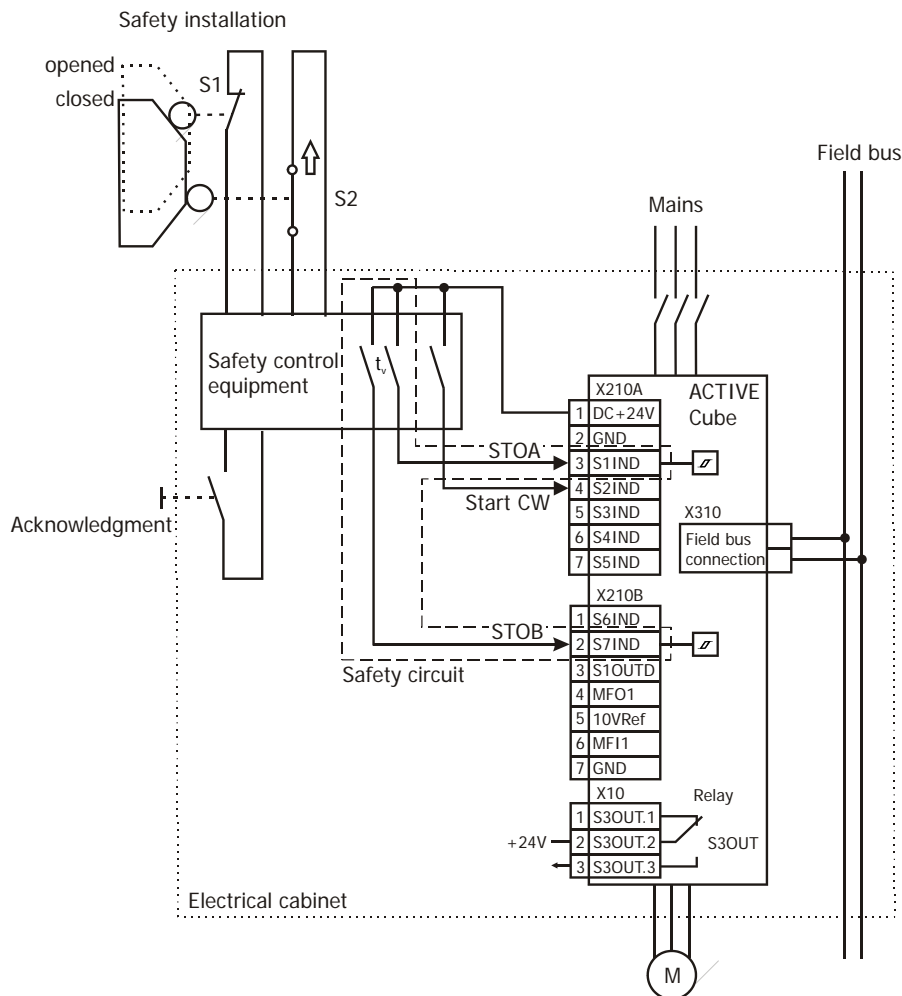 Safety installation
opened
closed
S1
S2
Field bus
Mains
Safety control
equipment
tv
X210A
ACTIVE
Cube
1 DC+24V
2 GND
STOA
3 S1IND
4 S2IND
Start CW
5 S3IND
6 S4IND
7 S5IND
X310
Field bus
connection
Acknowledgment
X210B
1 S6IND
STOB
2 S7IND
Safety circuit
3 S1OUTD
4 MFO1
5 10VRef
6 MFI1
7 GND
X10
Relay
1 S3OUT.1
+24V
2 S3OUT.2
S3OUT
3 S3OUT.3
Electrical cabinet
M